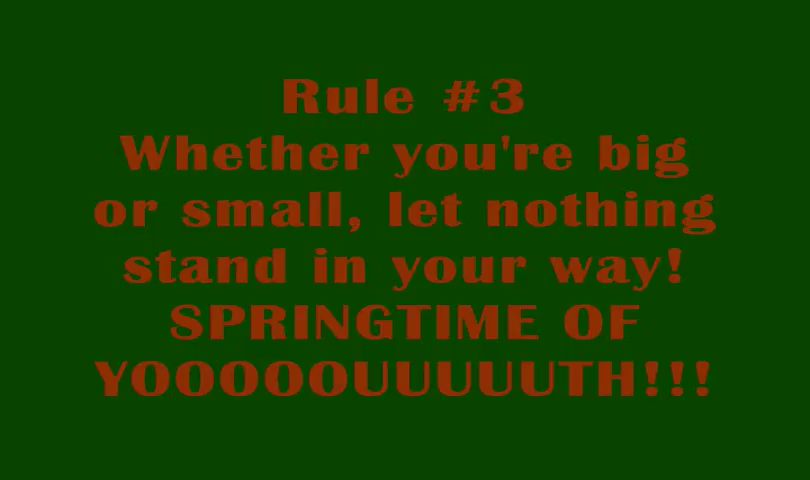 Rule #3
Whether you're big
or small, let nothing
stand in your way!
SPRINGTIME OF
YOOOOOUUUUUTH!!!